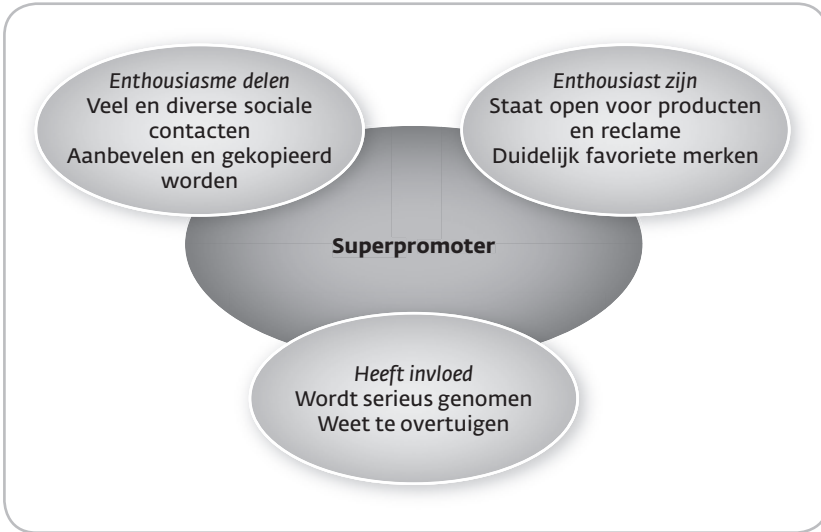 Enthousiasme delen
Veel en diverse sociale
contacten
Aanbevelen en gekopieerd
worden
Enthousiast zijn
Staat open voor producten
en reclame
Duidelijk favoriete merken
Superpromoter
Heeft invloed
Wordt serieus genomen
Weet te overtuigen